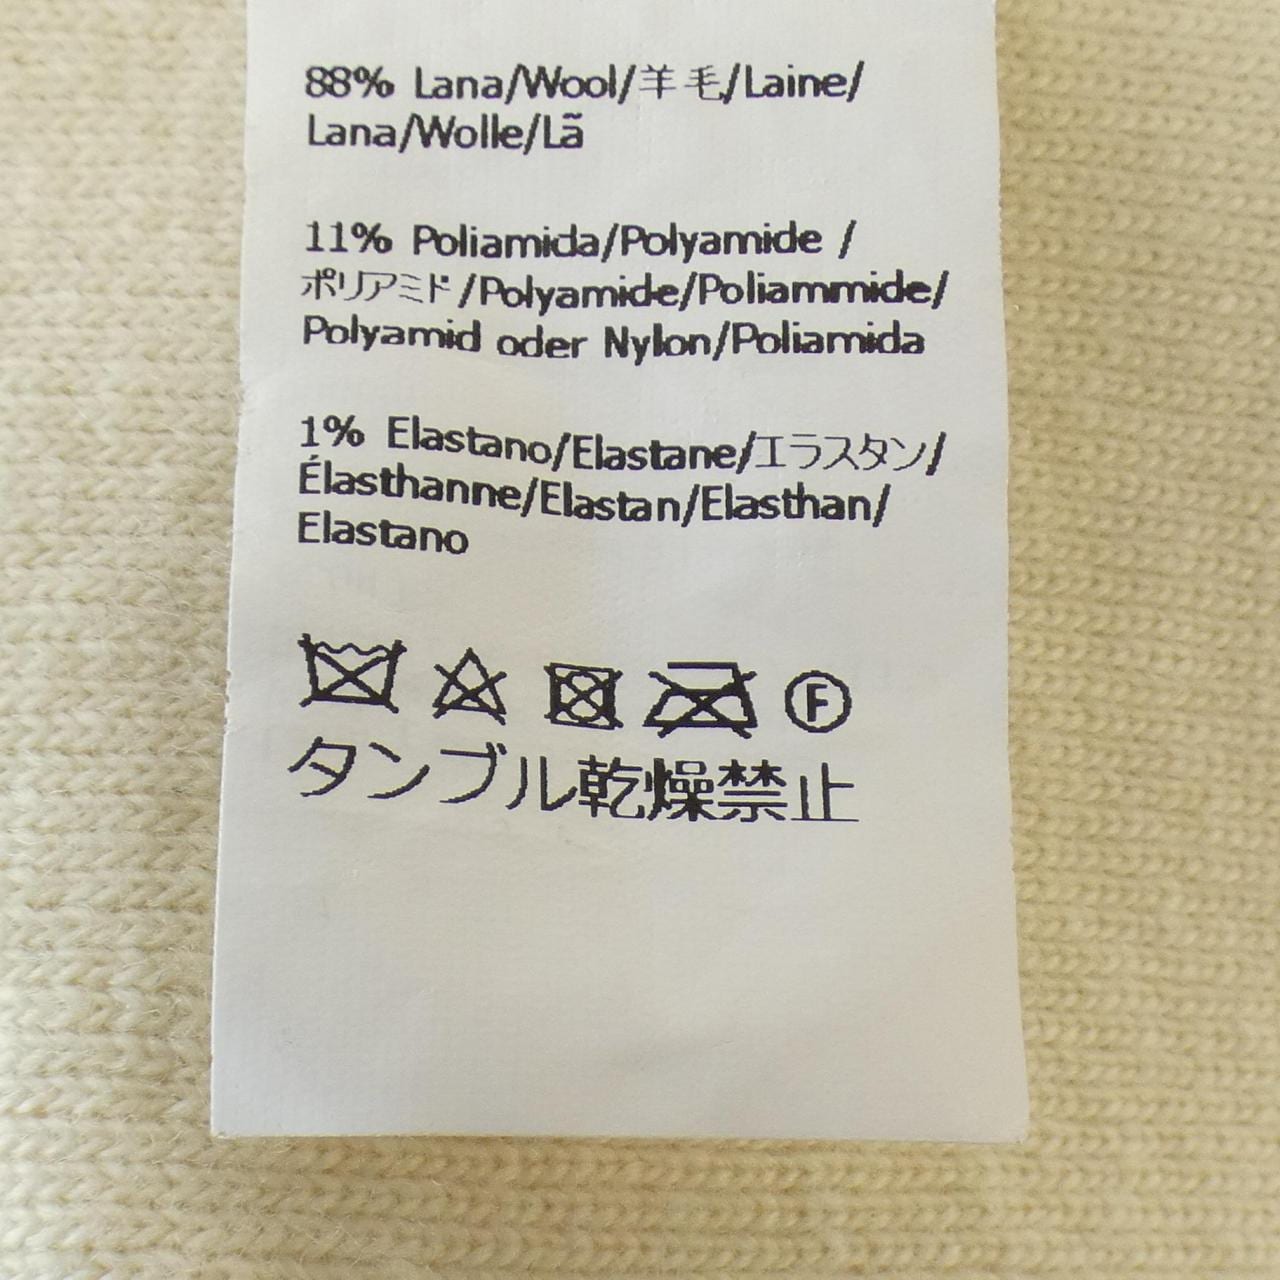 88% Lana/Wool/羊毛/Laine/
Lana/Wolle/Lã
11% Poliamida/Polyamide /
ポリアミド/Polyamide/Poliammide/
Polyamid oder Nylon/Poliamida
1% Elastano/Elastane/エラスタン/
Élasthanne/Elastan/Elasthan/
Elastano
F
タンブル乾燥禁止